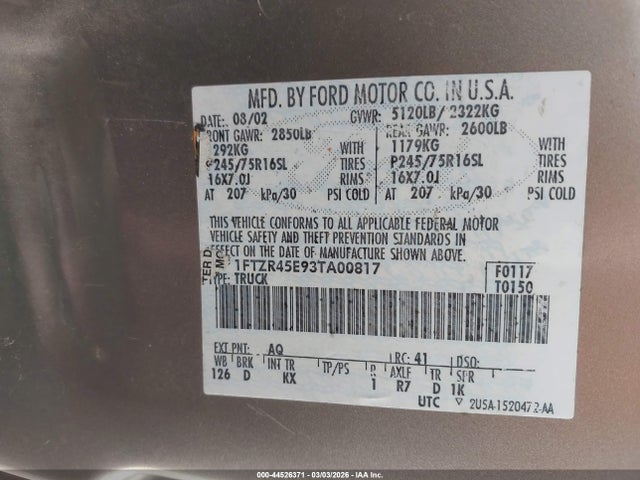 MFD. BY FORD MOTOR CO. IN U.S.A.
DATE: 08/02 GVWR: 5120LB/ 2322KG
RONT GAWR: 2850LB REAR GAWR: 2600LB
292KG WITH 1179KG WITH
P245/75R16SL TIRES P245/75R16SL TIRES
16X7.0J RIMS 16X7.0J RIMS
AT 207 kPa/30 PSI COLD AT 207 kPa/30 PSI COLD
THIS VEHICLE CONFORMS TO ALL APPLICABLE FEDERAL MOTOR
VEHICLE SAFETY AND THEFT PREVENTION STANDARDS IN
EFFECT ON THE DATE OF MANUFACTURE SHOWN ABOVE.
1FTZR45E93TA00817 F0117
TYPE: TRUCK T0150
EXT PNT: AQ RC: 41 DSO:
WB BRK INT TR TP/PS R AXLE TR SPR
126 D KX 1 R7 D 1K
UTC ▽ 2U5A-1520472-AA
000-44526371 - 03/03/2026 - IAA Inc.